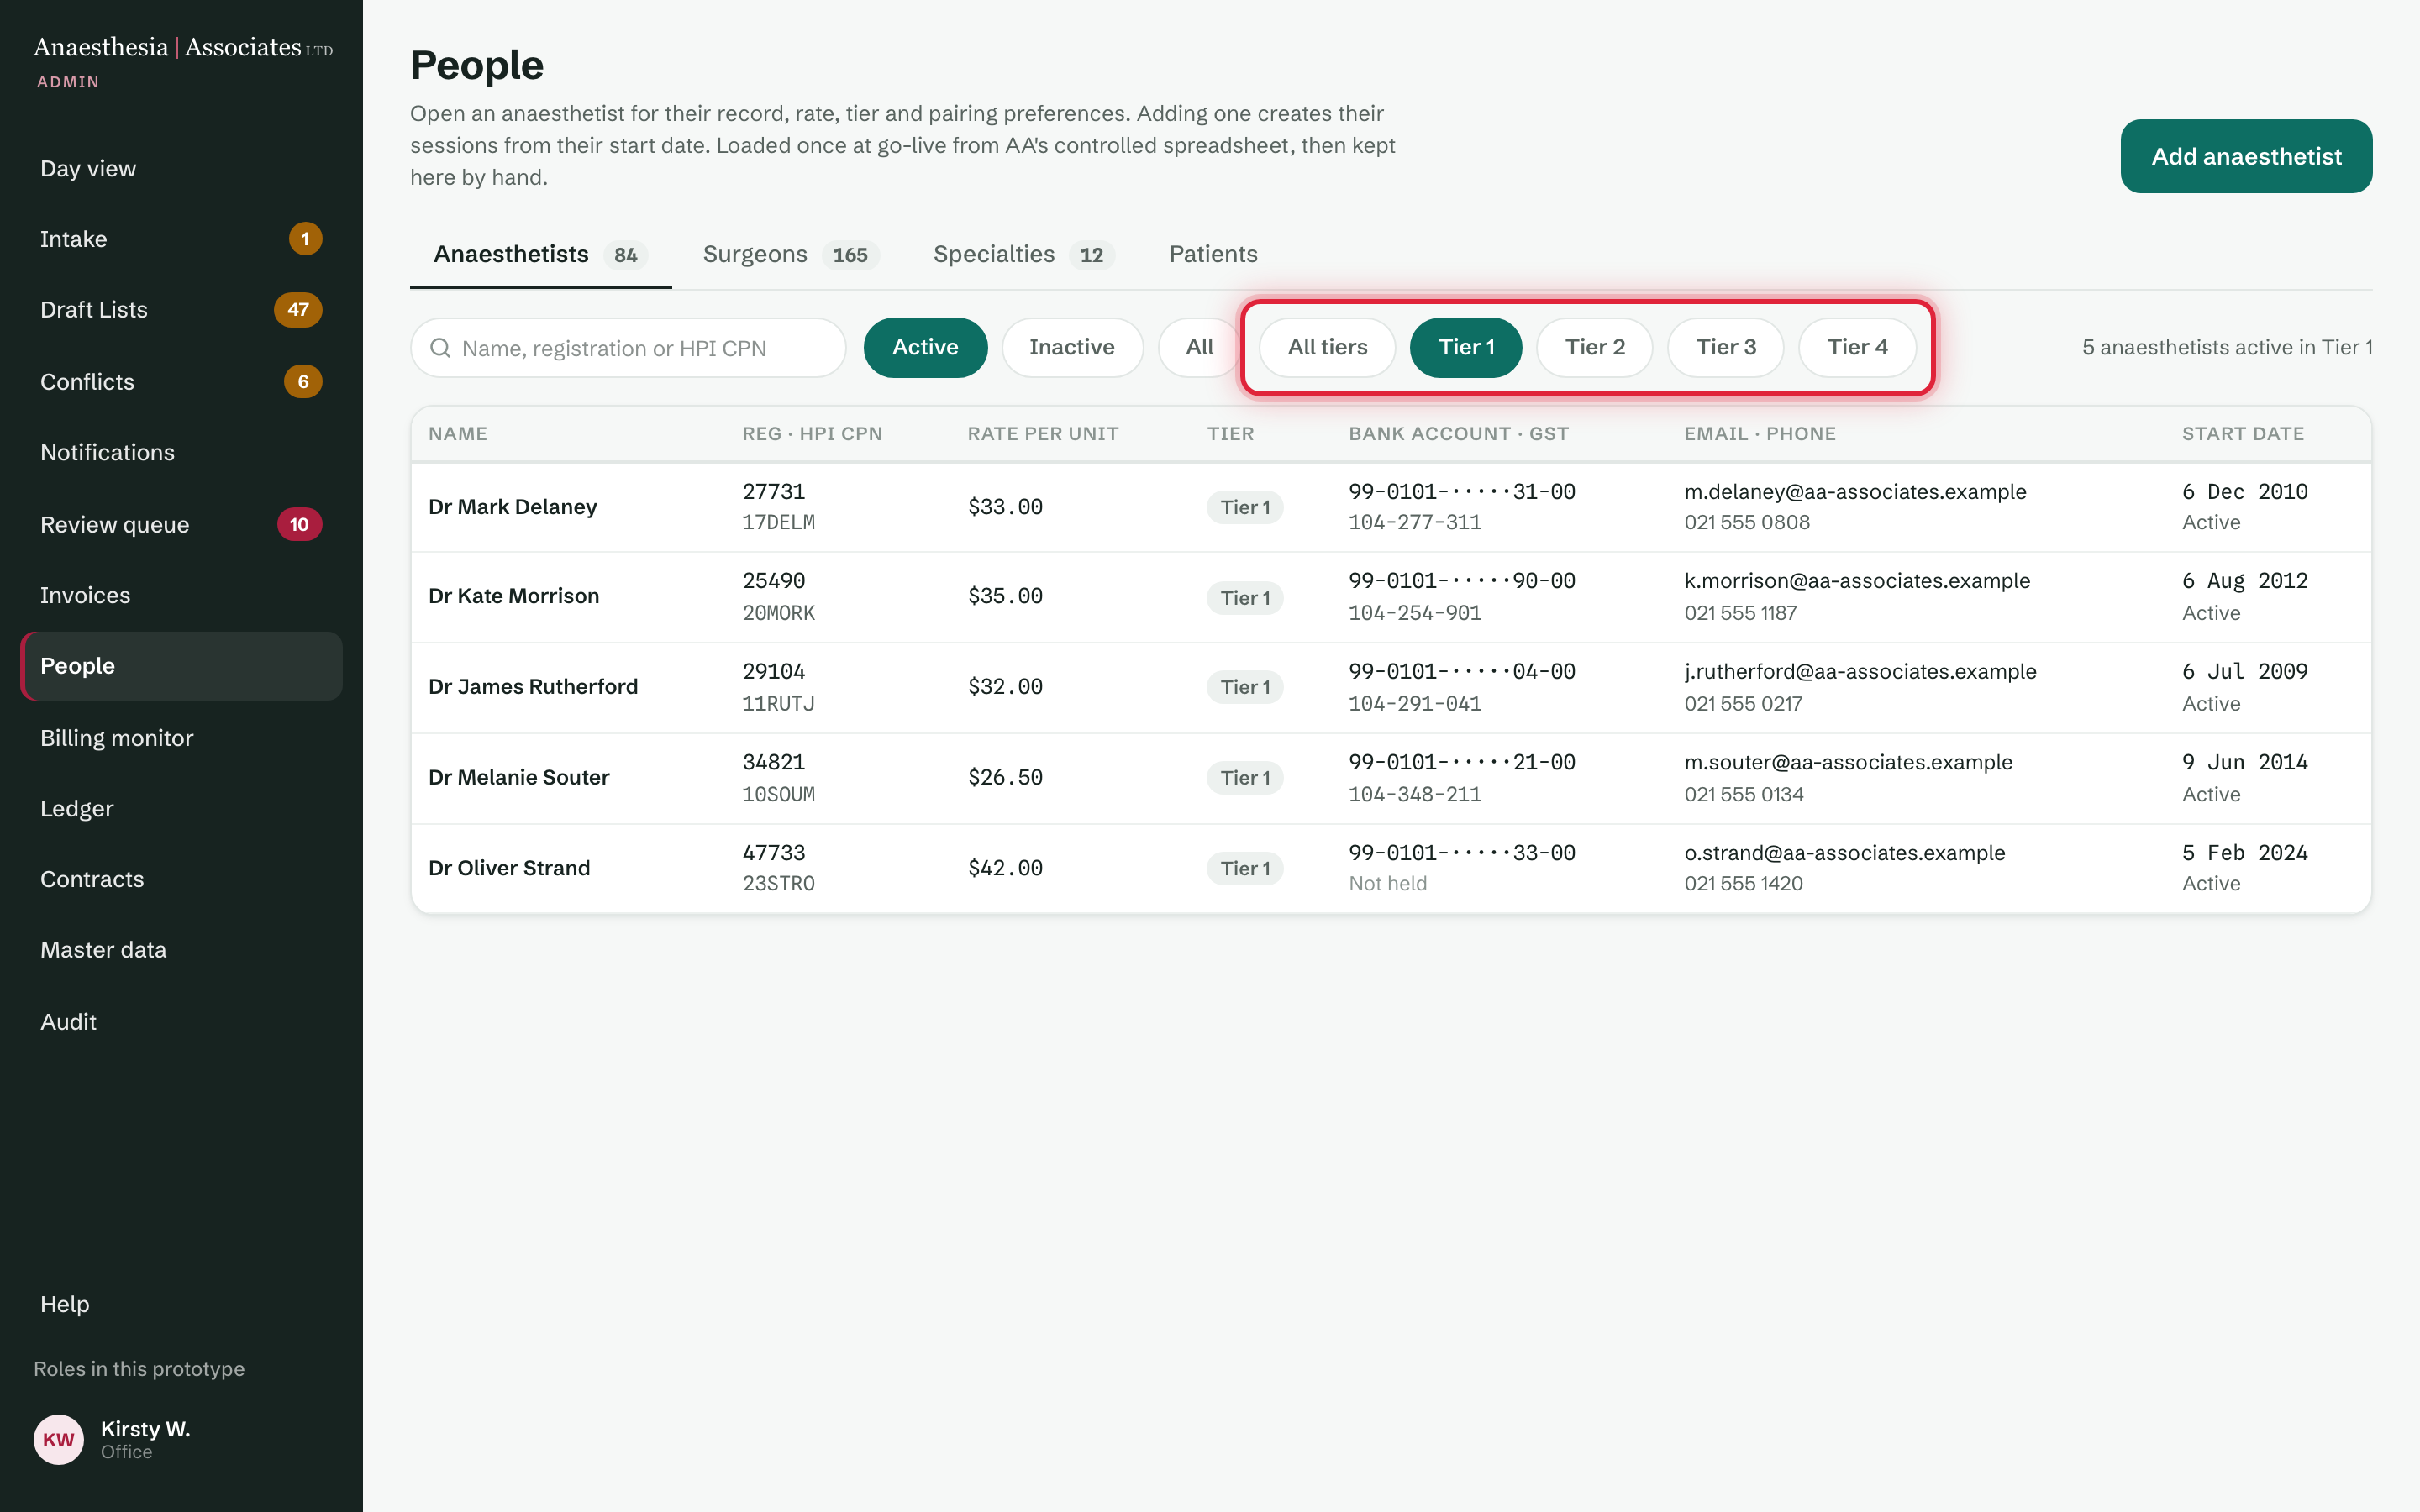 Anaesthesia | Associates LTD
ADMIN
Day view
Intake 1
Draft Lists 47
Conflicts 6
Notifications
Review queue 10
Invoices
People
Billing monitor
Ledger
Contracts
Master data
Audit
Help
Roles in this prototype
KW
Kirsty W.
Office
People
Open an anaesthetist for their record, rate, tier and pairing preferences. Adding one creates their
sessions from their start date. Loaded once at go-live from AA's controlled spreadsheet, then kept
here by hand.
Add anaesthetist
Anaesthetists 84 Surgeons 165 Specialties 12 Patients
Name, registration or HPI CPN Active Inactive All All tiers Tier 1 Tier 2 Tier 3 Tier 4 5 anaesthetists active in Tier 1
NAME REG · HPI CPN RATE PER UNIT TIER BANK ACCOUNT · GST EMAIL · PHONE START DATE
Dr Mark Delaney 27731 $33.00 Tier 1 99-0101-·····31-00 m.delaney@aa-associates.example 6 Dec 2010
17DELM 104-277-311 021 555 0808 Active
Dr Kate Morrison 25490 $35.00 Tier 1 99-0101-·····90-00 k.morrison@aa-associates.example 6 Aug 2012
20MORK 104-254-901 021 555 1187 Active
Dr James Rutherford 29104 $32.00 Tier 1 99-0101-·····04-00 j.rutherford@aa-associates.example 6 Jul 2009
11RUTJ 104-291-041 021 555 0217 Active
Dr Melanie Souter 34821 $26.50 Tier 1 99-0101-·····21-00 m.souter@aa-associates.example 9 Jun 2014
10SOUM 104-348-211 021 555 0134 Active
Dr Oliver Strand 47733 $42.00 Tier 1 99-0101-·····33-00 o.strand@aa-associates.example 5 Feb 2024
23STRO Not held 021 555 1420 Active